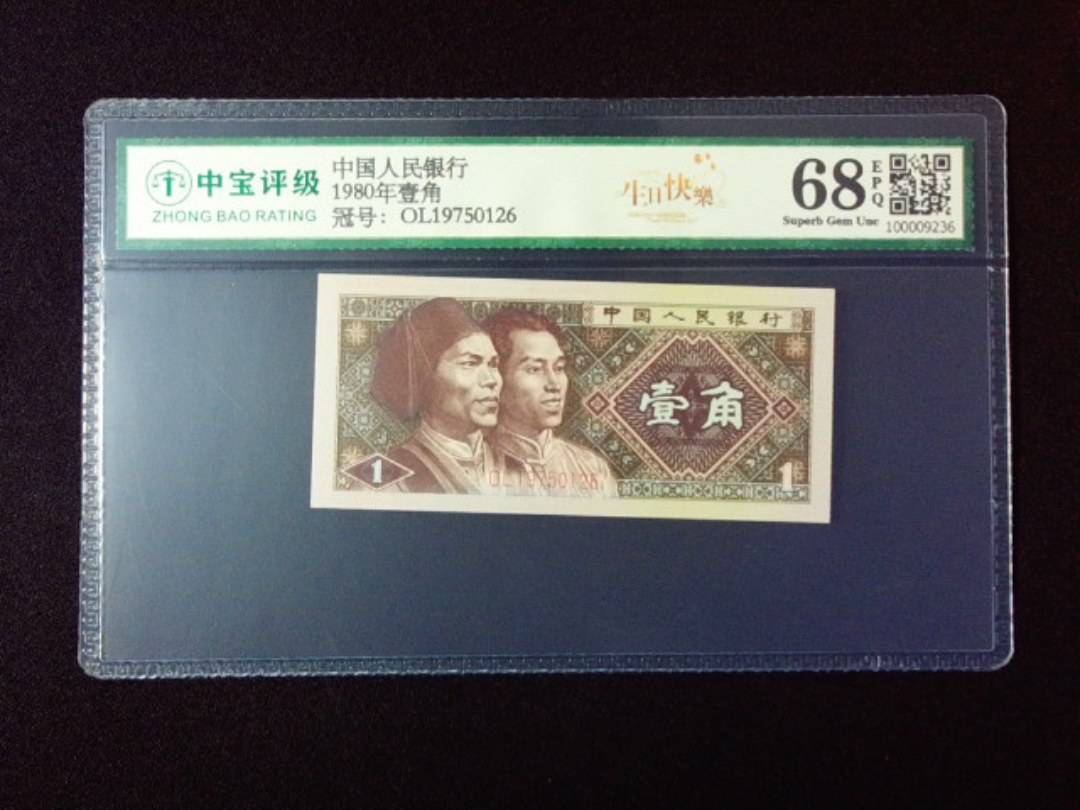 中宝评级
ZHONG BAO RATING
中国人民银行
1980年壹角
冠号: OL19750126
生日快樂
68
EPQ
Superb Gem Unc
100009236
中国人民银行
壹角
1
OL19750126
1